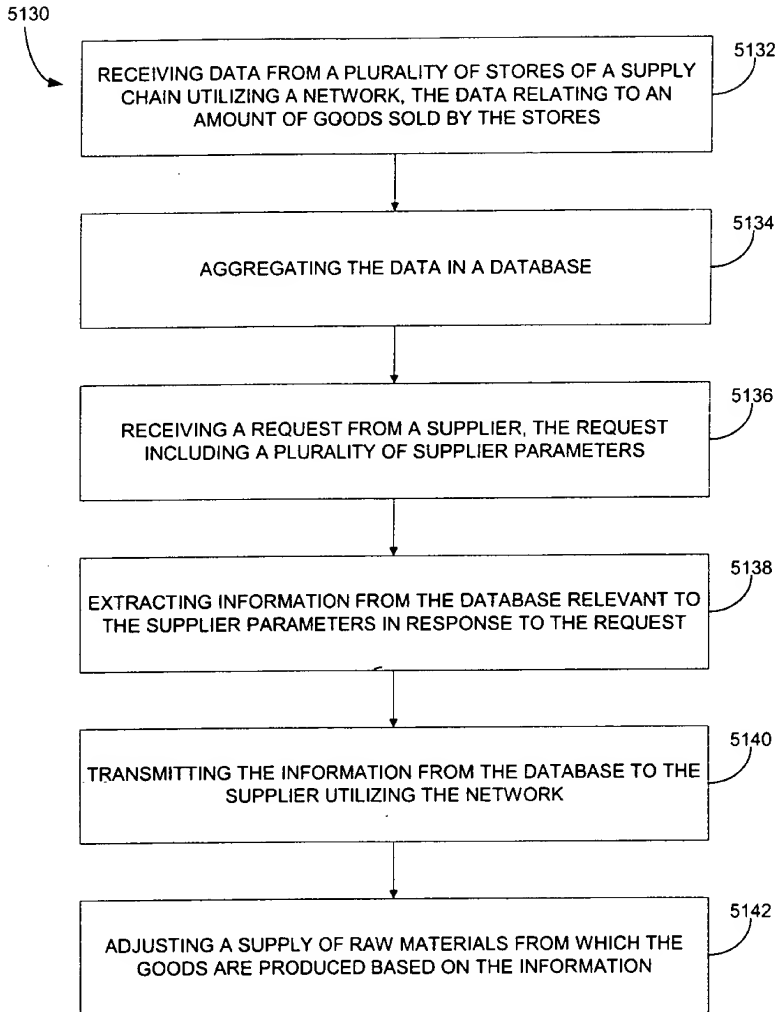 5130
RECEIVING DATA FROM A PLURALITY OF STORES OF A SUPPLY
CHAIN UTILIZING A NETWORK, THE DATA RELATING TO AN
AMOUNT OF GOODS SOLD BY THE STORES
5132
AGGREGATING THE DATA IN A DATABASE
5134
RECEIVING A REQUEST FROM A SUPPLIER, THE REQUEST
INCLUDING A PLURALITY OF SUPPLIER PARAMETERS
5136
EXTRACTING INFORMATION FROM THE DATABASE RELEVANT TO
THE SUPPLIER PARAMETERS IN RESPONSE TO THE REQUEST
5138
TRANSMITTING THE INFORMATION FROM THE DATABASE TO THE
SUPPLIER UTILIZING THE NETWORK
5140
ADJUSTING A SUPPLY OF RAW MATERIALS FROM WHICH THE
GOODS ARE PRODUCED BASED ON THE INFORMATION
5142